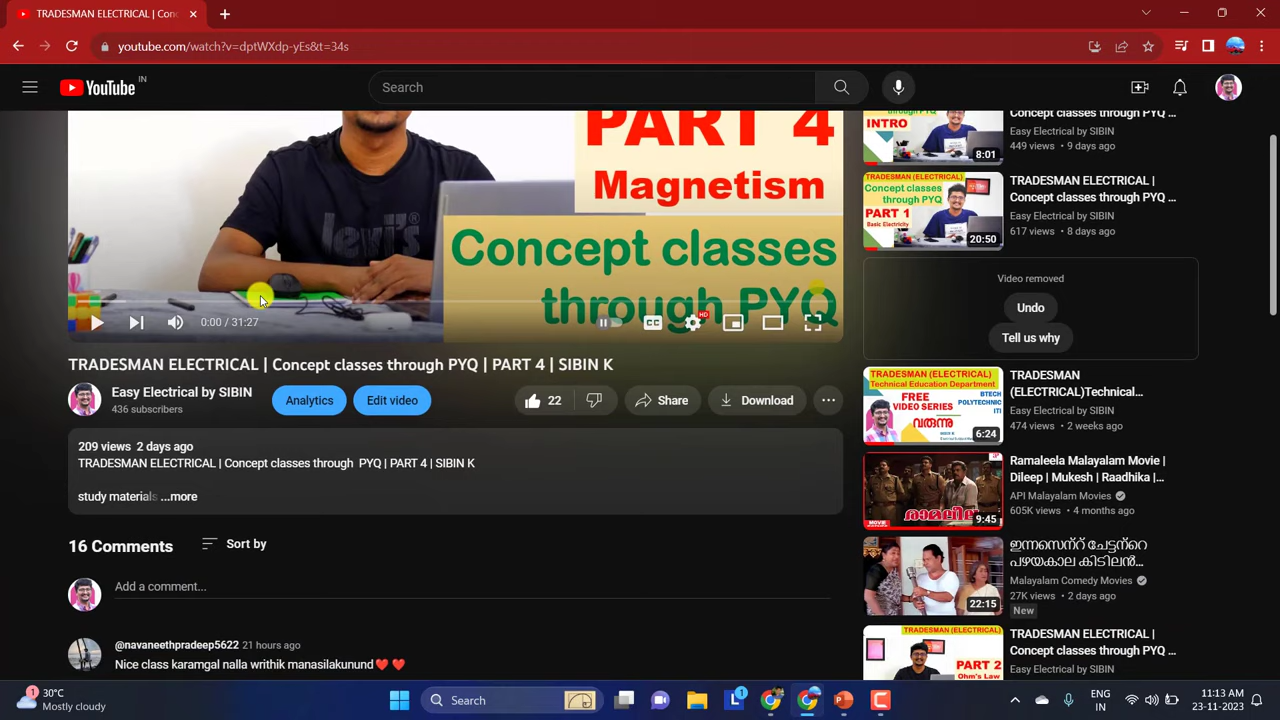 TRADESMAN ELECTRICAL | Con
youtube.com/watch?v=dptWXdp-yEs&t=34s
YouTube IN
Search
PART 4
Magnetism
Concept classes
through PYQ
0:00 / 31:27
CC
HD
TRADESMAN ELECTRICAL | Concept classes through PYQ | PART 4 | SIBIN K
Easy Electrical by SIBIN
436 subscribers
Analytics
Edit video
22
Share
Download
209 views 2 days ago
TRADESMAN ELECTRICAL | Concept classes through PYQ | PART 4 | SIBIN K
study materials ...more
16 Comments
Sort by
Add a comment...
@navaneethpradeep5622 21 hours ago
Nice class karamgal nalla writhik manasilakunund❤️ ❤️
INTRO
8:01
Concept classes through PYQ ...
Easy Electrical by SIBIN
449 views • 9 days ago
TRADESMAN (ELECTRICAL)
Concept classes
through PYQ
PART 1
Basic Electricity
20:50
TRADESMAN ELECTRICAL |
Concept classes through PYQ ...
Easy Electrical by SIBIN
617 views • 8 days ago
Video removed
Undo
Tell us why
TRADESMAN (ELECTRICAL)
Technical Education Department
FREE
VIDEO SERIES
വരുന്നു
BTECH
POLYTECHNIC
ITI
6:24
TRADESMAN
(ELECTRICAL)Technical...
Easy Electrical by SIBIN
474 views • 2 weeks ago
രാമലീല
9:45
Ramaleela Malayalam Movie |
Dileep | Mukesh | Raadhika |...
API Malayalam Movies
605K views • 4 months ago
22:15
ഇന്നസെന്റ് ചേട്ടന്റെ
പഴയകാല കിടിലൻ...
Malayalam Comedy Movies
27K views • 2 days ago
New
TRADESMAN (ELECTRICAL)
PART 2
Ohm's Law
TRADESMAN ELECTRICAL |
Concept classes through PYQ ...
Easy Electrical by SIBIN
1
30°C
Mostly cloudy
Search
1
ENG
IN
11:13 AM
23-11-2023